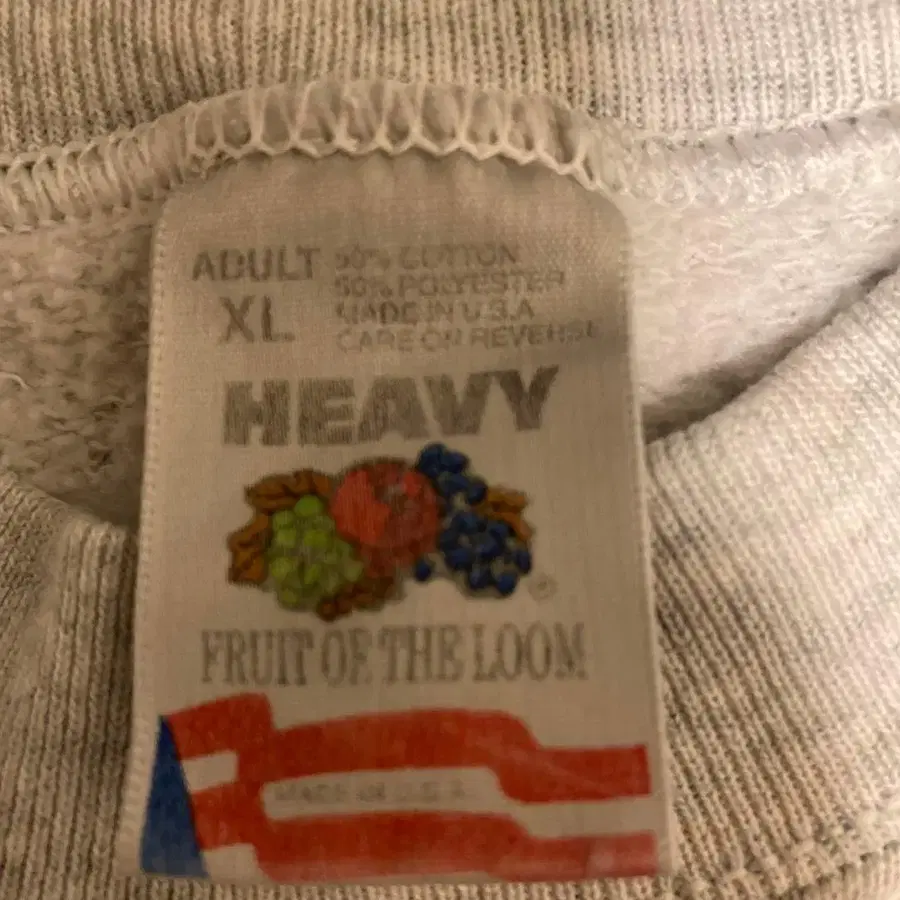 ADULT
XL
50% COTTON
50% POLYESTER
MADE IN U.S.A
CARE ON REVERSE
HEAVY
®
FRUIT OF THE LOOM
MADE IN U.S.A.